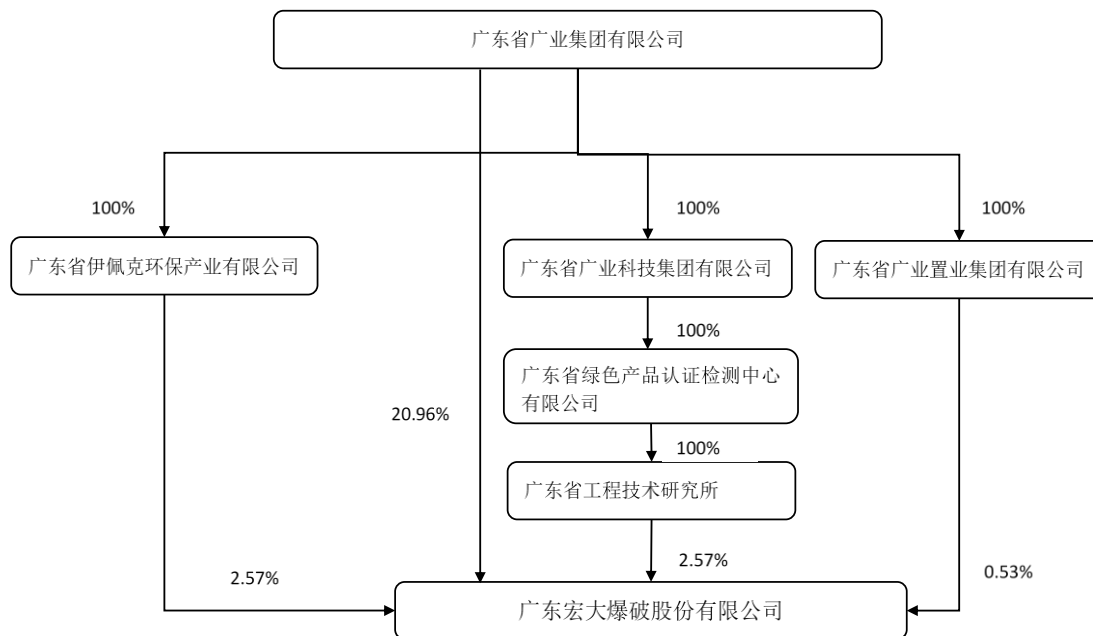 广东省广业集团有限公司
100%
100%
100%
广东省伊佩克环保产业有限公司
广东省广业科技集团有限公司
广东省广业置业集团有限公司
100%
广东省绿色产品认证检测中心
有限公司
20.96%
100%
广东省工程技术研究所
2.57%
2.57%
0.53%
广东宏大爆破股份有限公司